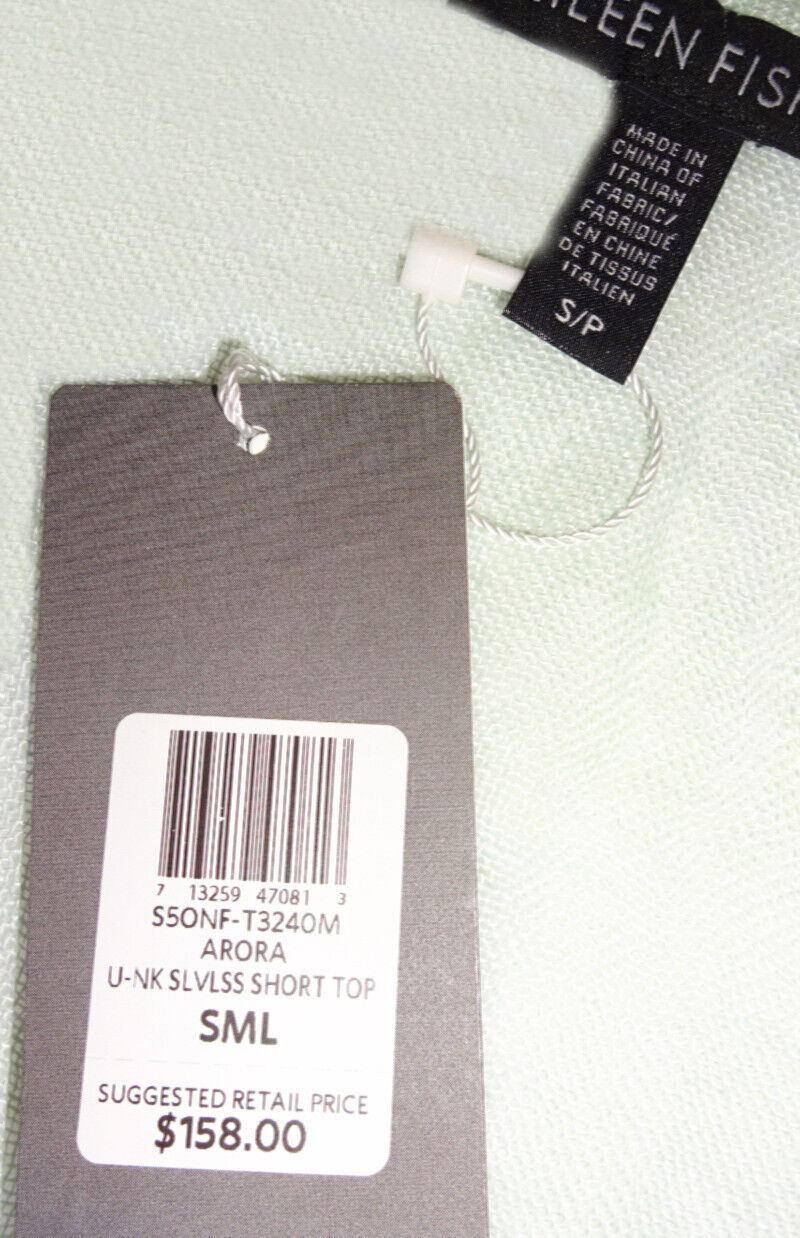 LEEN FIS
MADE IN
CHINA OF
ITALIAN
FABRIC/
FABRIQUÉ
EN CHINE
DE TISSUS
ITALIEN
S/P
7 13259 47081 3
S5ONF-T3240M
ARORA
U-NK SLVLSS SHORT TOP
SML
SUGGESTED RETAIL PRICE
$158.00